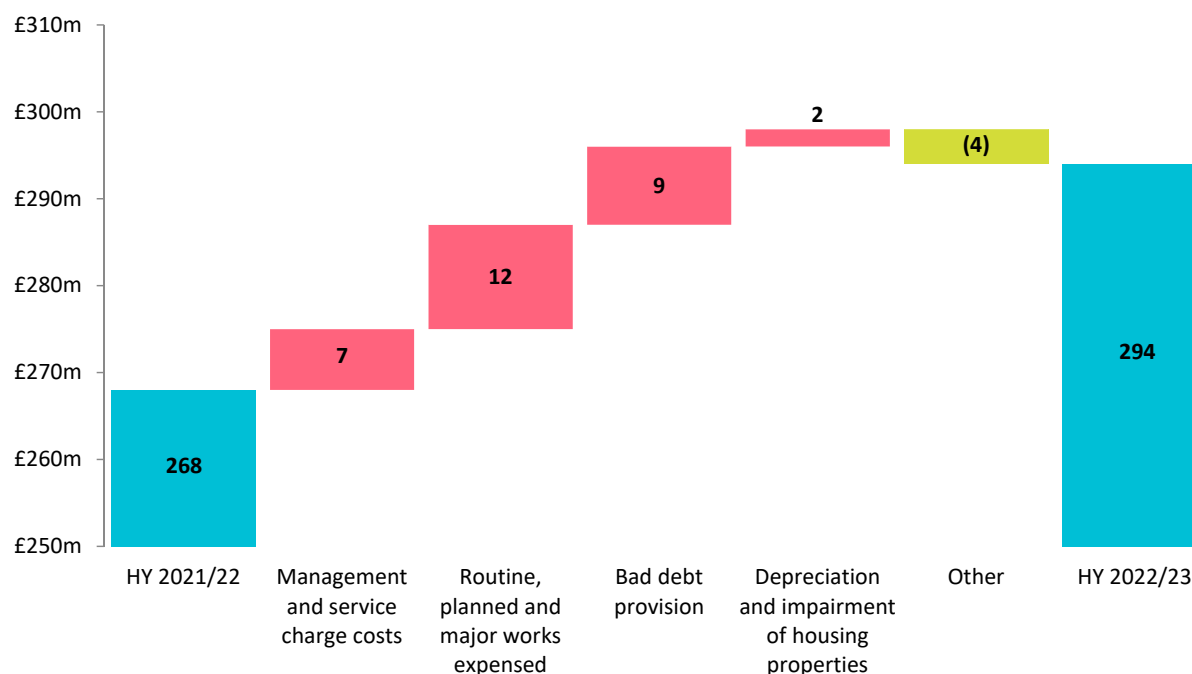 £310m
£300m
£290m
£280m
£270m
£260m
£250m
268
7
12
9
2
(4)
294
HY 2021/22
Management
and service
charge costs
Routine,
planned and
major works
expensed
Bad debt
provision
Depreciation
and impairment
of housing
properties
Other
HY 2022/23